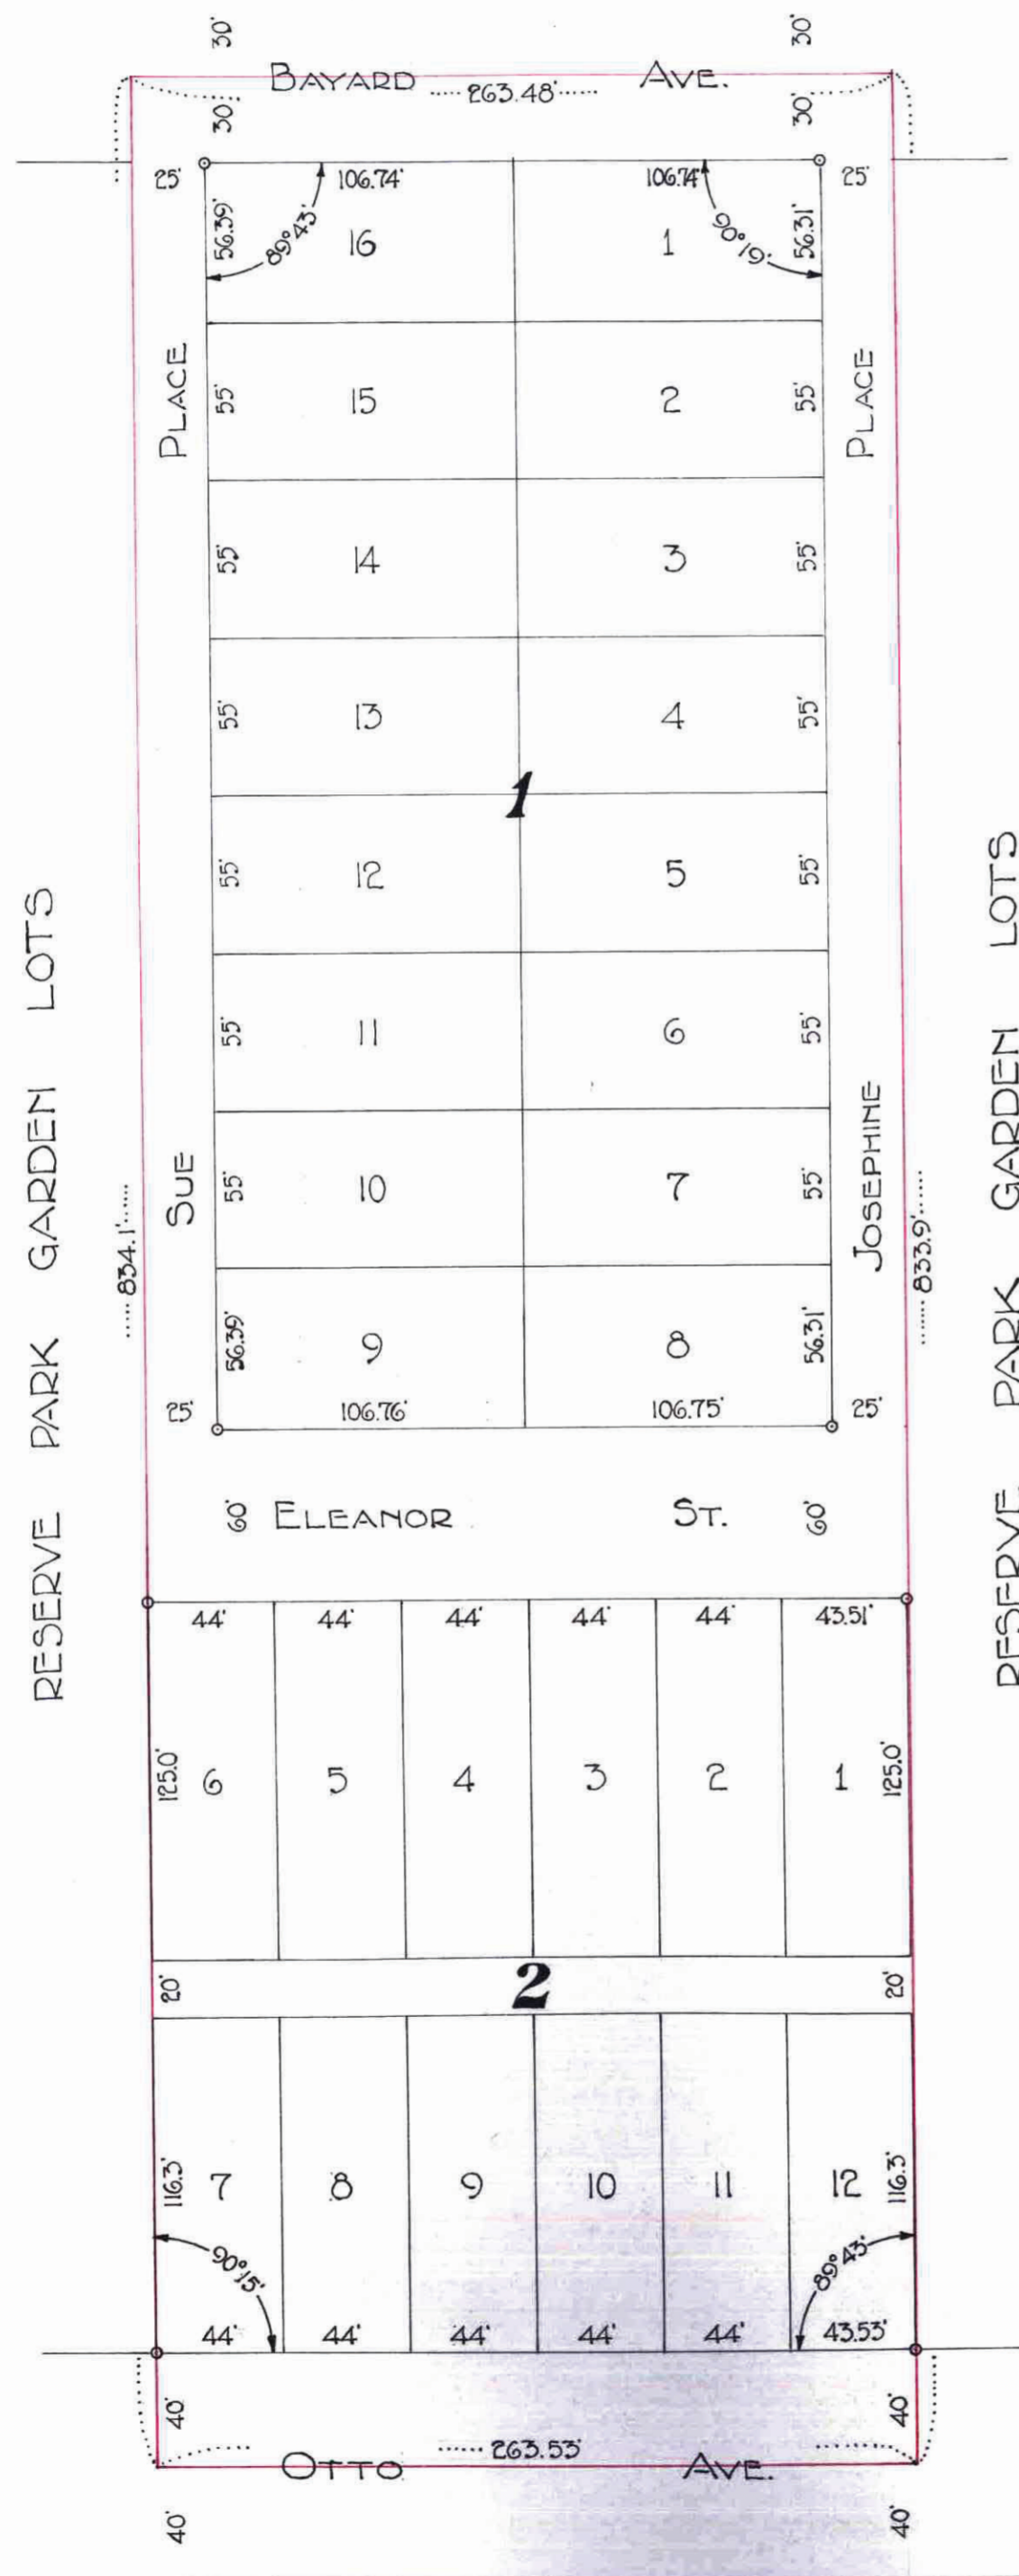 30' 30'
BAYARD 263.48' AVE.
30' 30'
25' 106.74' 106.74' 25'
56.39' 89°43' 16 1 90°19' 56.31'
PLACE 55' 15 2 55' PLACE
55' 14 3 55'
55' 13 4 55'
1
55' 12 5 55'
55' 11 6 55'
SUE 55' 10 7 55' JOSEPHINE
834.1' 833.9'
56.39' 9 8 56.31'
25' 106.76' 106.75' 25'
RESERVE PARK GARDEN LOTS
RESERVE PARK GARDEN LOTS
60' ELEANOR ST. 60'
44' 44' 44' 44' 44' 43.51'
125.0' 6 5 4 3 2 1 125.0'
20' 2 20'
116.3' 7 8 9 10 11 12 116.3'
90°15' 89°43'
44' 44' 44' 44' 44' 43.53'
40' 40'
263.53'
OTTO AVE.
40' 40'